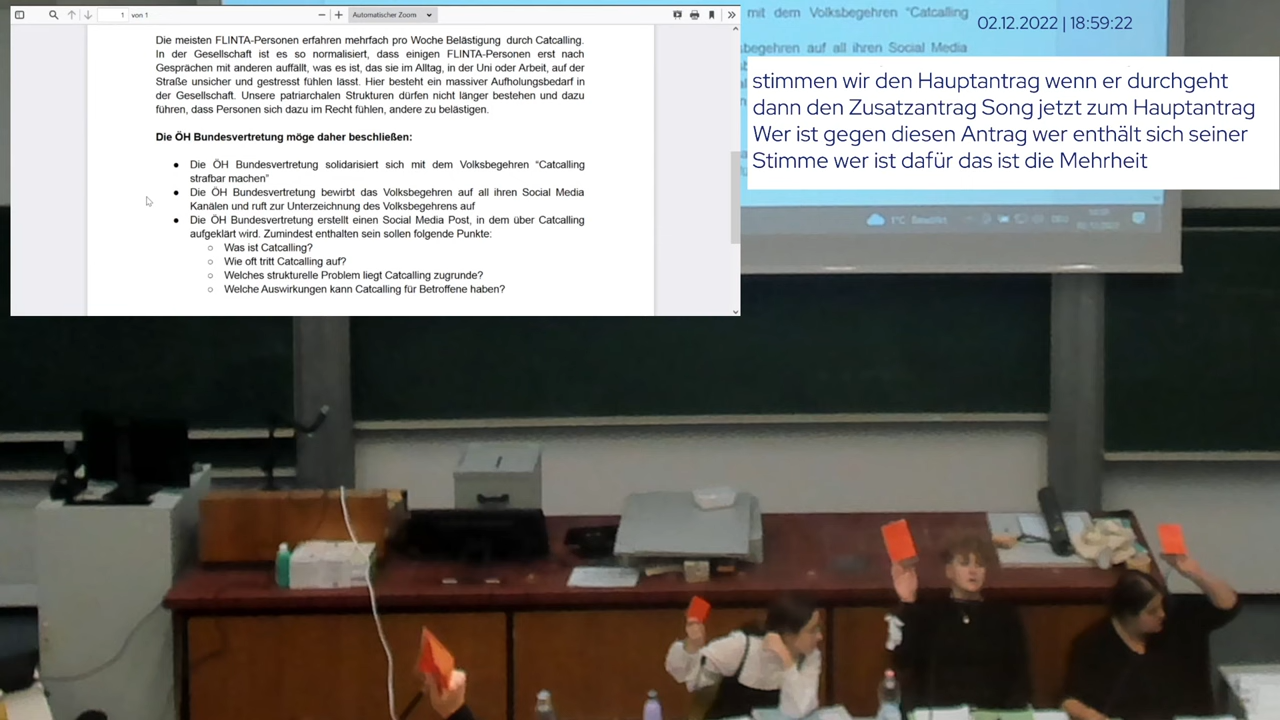 1 von 1
Automatischer Zoom
Die meisten FLINTA-Personen erfahren mehrfach pro Woche Belästigung durch Catcalling.
In der Gesellschaft ist es so normalisiert, dass einigen FLINTA-Personen erst nach
Gesprächen mit anderen auffällt, was es ist, das sie im Alltag, in der Uni oder Arbeit, auf der
Straße unsicher und gestresst fühlen lässt. Hier besteht ein massiver Aufholungsbedarf in
der Gesellschaft. Unsere patriarchalen Strukturen dürfen nicht länger bestehen und dazu
führen, dass Personen sich dazu im Recht fühlen, andere zu belästigen.
Die ÖH Bundesvertretung möge daher beschließen:
● Die ÖH Bundesvertretung solidarisiert sich mit dem Volksbegehren “Catcalling
strafbar machen”
● Die ÖH Bundesvertretung bewirbt das Volksbegehren auf all ihren Social Media
Kanälen und ruft zur Unterzeichnung des Volksbegehrens auf
● Die ÖH Bundesvertretung erstellt einen Social Media Post, in dem über Catcalling
aufgeklärt wird. Zumindest enthalten sein sollen folgende Punkte:
○ Was ist Catcalling?
○ Wie oft tritt Catcalling auf?
○ Welches strukturelle Problem liegt Catcalling zugrunde?
○ Welche Auswirkungen kann Catcalling für Betroffene haben?
mit dem Volksbegehren “Catcalling
02.12.2022 | 18:59:22
begehren auf all ihren Social Media
stimmen wir den Hauptantrag wenn er durchgeht
dann den Zusatzantrag Song jetzt zum Hauptantrag
Wer ist gegen diesen Antrag wer enthält sich seiner
Stimme wer ist dafür das ist die Mehrheit
1°C Bewölkt